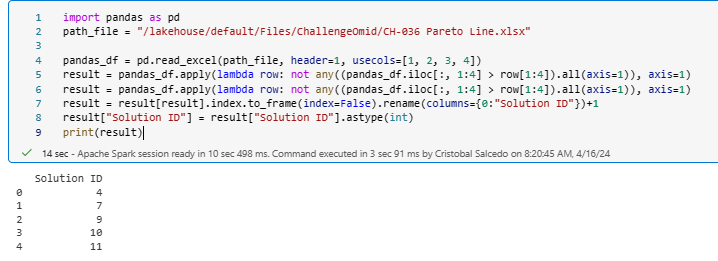 1 import pandas as pd
2 path_file = "/lakehouse/default/Files/ChallengeOmid/CH-036 Pareto Line.xlsx"
3
4 pandas_df = pd.read_excel(path_file, header=1, usecols=[1, 2, 3, 4])
5 result = pandas_df.apply(lambda row: not any((pandas_df.iloc[:, 1:4] > row[1:4]).all(axis=1)), axis=1)
6 result = pandas_df.apply(lambda row: not any((pandas_df.iloc[:, 1:4] > row[1:4]).all(axis=1)), axis=1)
7 result = result[result].index.to_frame(index=False).rename(columns={0:"Solution ID"})+1
8 result["Solution ID"] = result["Solution ID"].astype(int)
9 print(result)
14 sec - Apache Spark session ready in 10 sec 498 ms. Command executed in 3 sec 91 ms by Cristobal Salcedo on 8:20:45 AM, 4/16/24
Solution ID
0 4
1 7
2 9
3 10
4 11